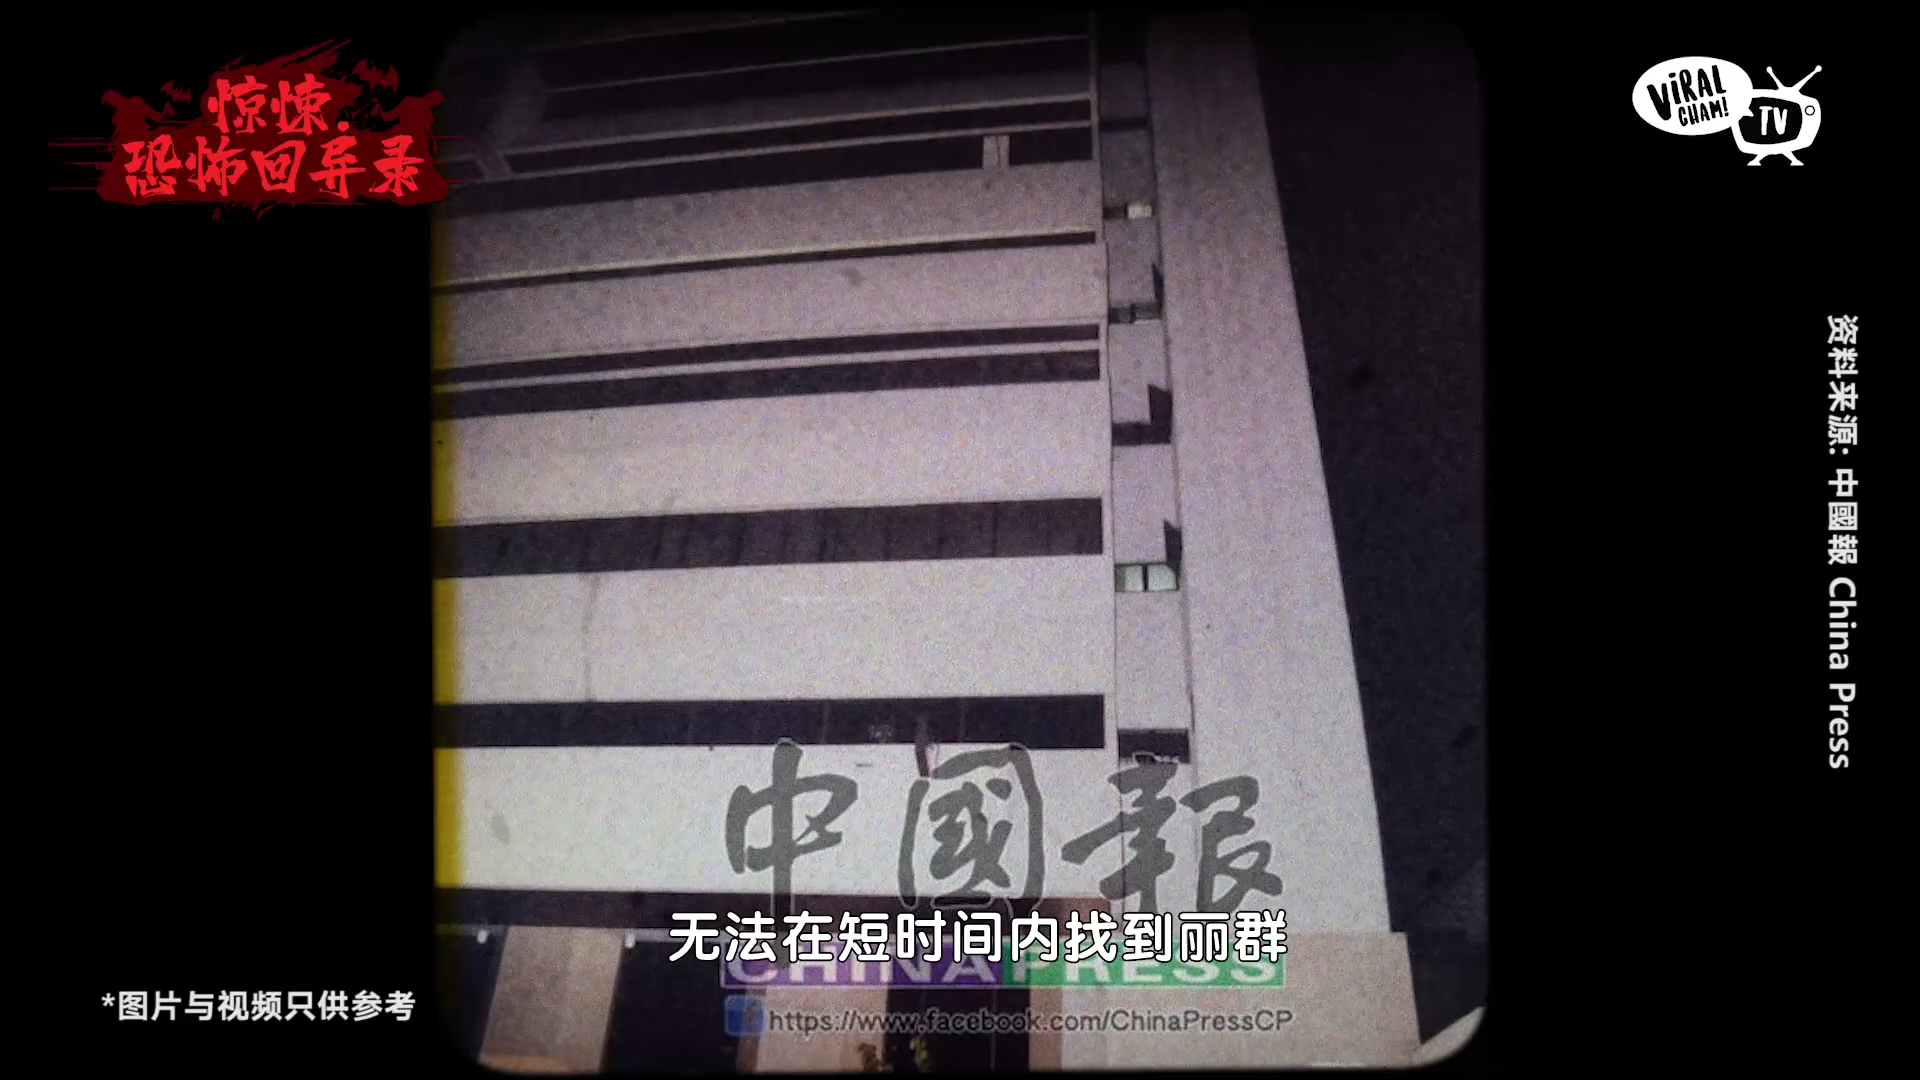 惊悚.
恐怖回异录
VIRAL
CHAM!
TV
资料来源: 中國報 China Press
中國報
无法在短时间内找到丽群
CHINA PRESS
https://www.facebook.com/ChinaPressCP
*图片与视频只供参考